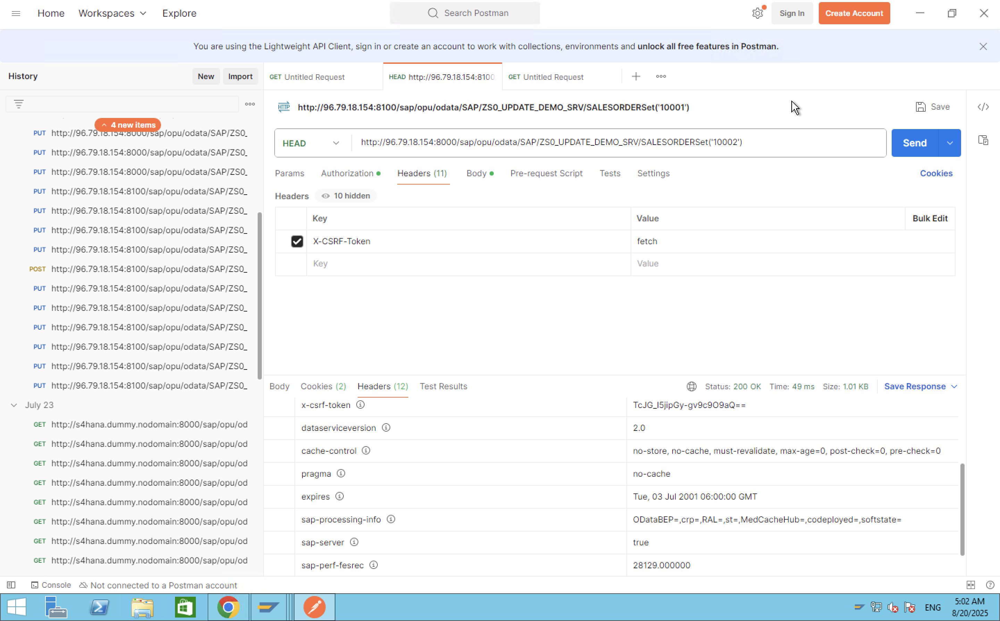 Home Workspaces Explore
Search Postman
Sign In Create Account
You are using the Lightweight API Client, sign in or create an account to work with collections, environments and unlock all free features in Postman.
History New Import
GET Untitled Request
HEAD http://96.79.18.154:8100
GET Untitled Request
http://96.79.18.154:8100/sap/opu/odata/SAP/ZS0_UPDATE_DEMO_SRV/SALESORDERSet('10001')
Save
HEAD http://96.79.18.154:8000/sap/opu/odata/SAP/ZS0_UPDATE_DEMO_SRV/SALESORDERSet('10002')
Send
Params Authorization Headers (11) Body Pre-request Script Tests Settings Cookies
Headers 10 hidden
Key Value Bulk Edit
X-CSRF-Token fetch
Key Value
4 new items
PUT http://96.79.18.154:8000/sap/opu/odata/SAP/ZS0_
PUT http://96.79.18.154:8000/sap/opu/odata/SAP/ZS0_
PUT http://96.79.18.154:8000/sap/opu/odata/SAP/ZS0_
PUT http://96.79.18.154:8100/sap/opu/odata/SAP/ZS0_
PUT http://96.79.18.154:8100/sap/opu/odata/SAP/ZS0_
PUT http://96.79.18.154:8100/sap/opu/odata/SAP/ZS0_
PUT http://96.79.18.154:8100/sap/opu/odata/SAP/ZS0_
POST http://96.79.18.154:8100/sap/opu/odata/SAP/ZS0_
PUT http://96.79.18.154:8100/sap/opu/odata/SAP/ZS0_
PUT http://96.79.18.154:8100/sap/opu/odata/SAP/ZS0_
PUT http://96.79.18.154:8100/sap/opu/odata/SAP/ZS0_
PUT http://96.79.18.154:8100/sap/opu/odata/SAP/ZS0_
PUT http://96.79.18.154:8100/sap/opu/odata/SAP/ZS0_
PUT http://96.79.18.154:8100/sap/opu/odata/SAP/ZS0_
July 23
GET http://s4hana.dummy.nodomain:8000/sap/opu/od
GET http://s4hana.dummy.nodomain:8000/sap/opu/od
GET http://s4hana.dummy.nodomain:8000/sap/opu/od
GET http://s4hana.dummy.nodomain:8000/sap/opu/od
GET http://s4hana.dummy.nodomain:8000/sap/opu/od
GET http://s4hana.dummy.nodomain:8000/sap/opu/od
GET http://s4hana.dummy.nodomain:8000/sap/opu/od
GET http://s4hana.dummy.nodomain:8000/sap/opu/od
Body Cookies (2) Headers (12) Test Results
Status: 200 OK Time: 49 ms Size: 1.01 KB Save Response
x-csrf-token TcJG_I5jipGy-gv9c9O9aQ==
dataserviceversion 2.0
cache-control no-store, no-cache, must-revalidate, max-age=0, post-check=0, pre-check=0
pragma no-cache
expires Tue, 03 Jul 2001 06:00:00 GMT
sap-processing-info ODataBEP=,crp=,RAL=,st=,MedCacheHub=,codeployed=,softstate=
sap-server true
sap-perf-fesrec 28129.000000
Console Not connected to a Postman account
ENG
5:02 AM
8/20/2025